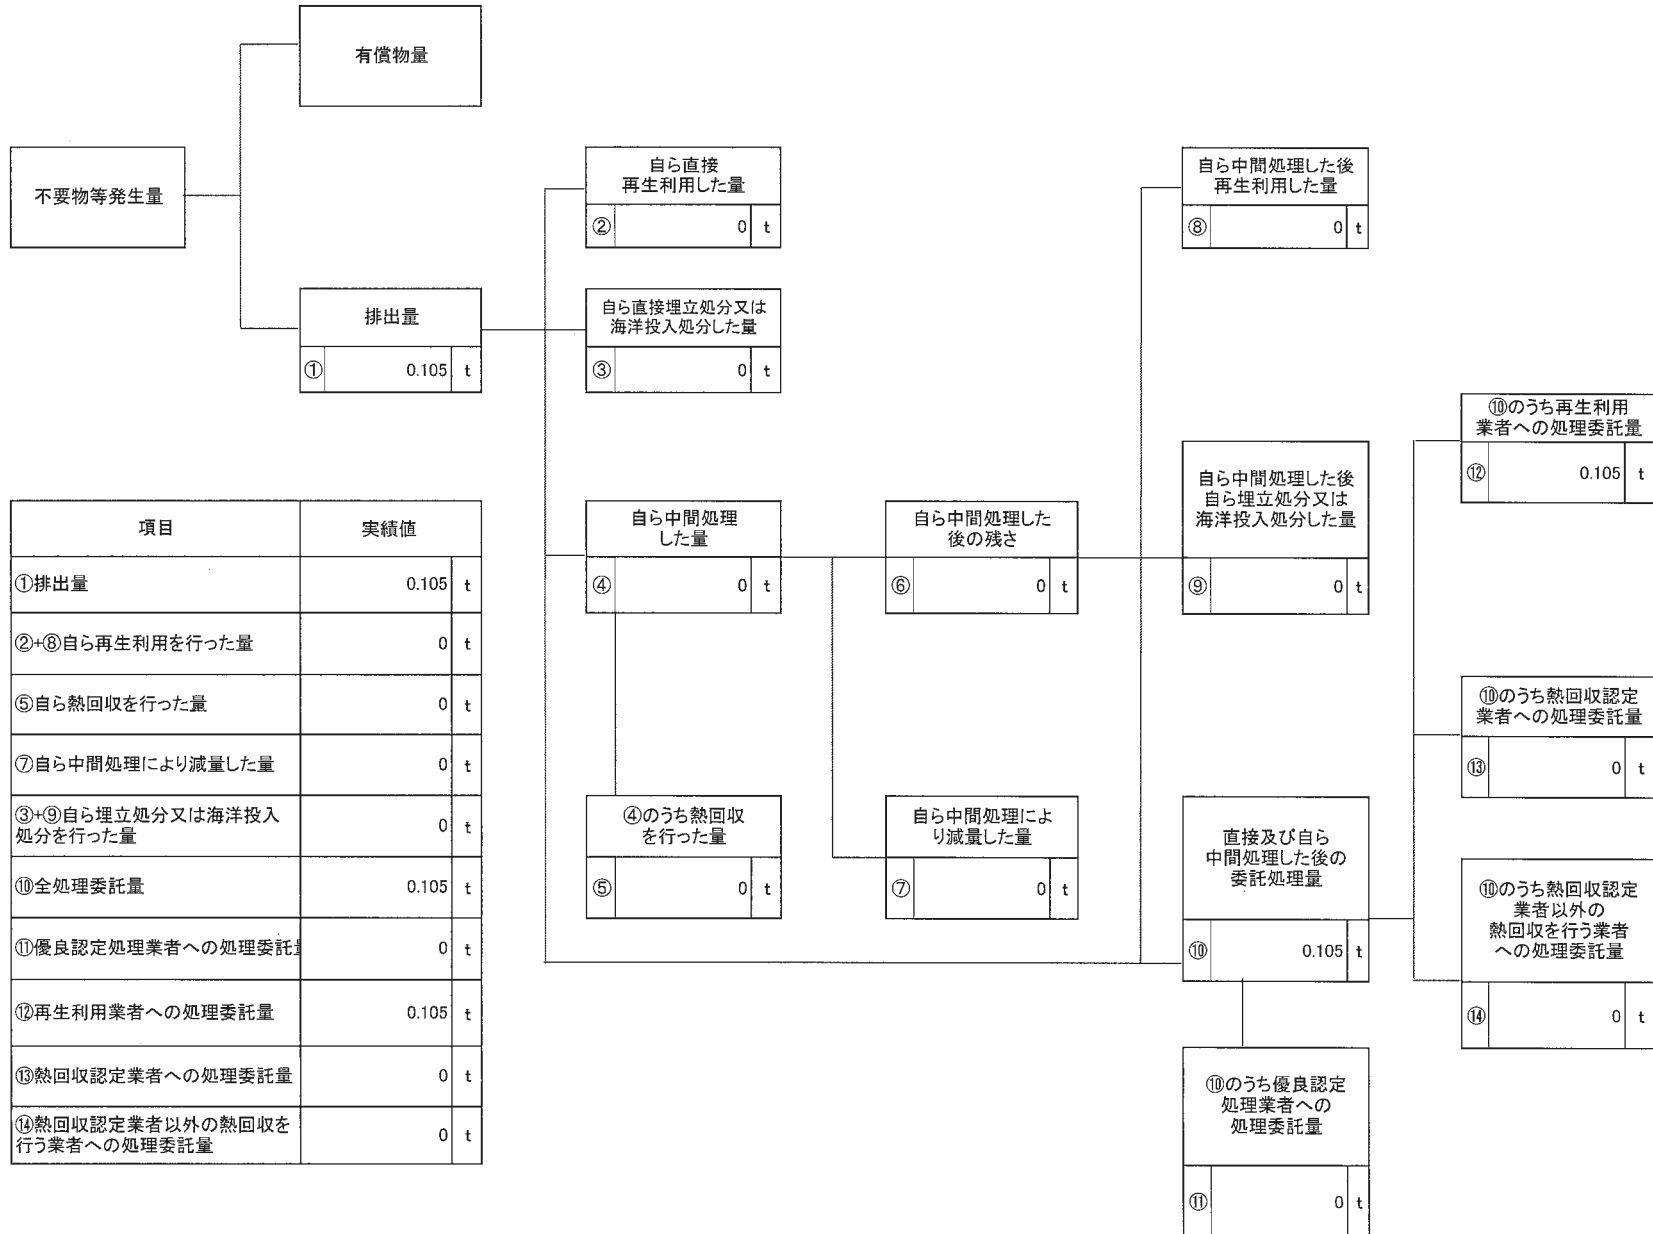 有償物量
不要物等発生量
排出量
① 0.105 t
自ら直接
再生利用した量
② 0 t
自ら直接埋立処分又は
海洋投入処分した量
③ 0 t
自ら中間処理
した量
④ 0 t
④のうち熱回収
を行った量
⑤ 0 t
自ら中間処理した
後の残さ
⑥ 0 t
自ら中間処理によ
り減量した量
⑦ 0 t
自ら中間処理した後
再生利用した量
⑧ 0 t
自ら中間処理した後
自ら埋立処分又は
海洋投入処分した量
⑨ 0 t
直接及び自ら
中間処理した後の
委託処理量
⑩ 0.105 t
⑩のうち優良認定
処理業者への
処理委託量
⑪ 0 t
⑩のうち再生利用
業者への処理委託量
⑫ 0.105 t
⑩のうち熱回収認定
業者への処理委託量
⑬ 0 t
⑩のうち熱回収認定
業者以外の
熱回収を行う業者
への処理委託量
⑭ 0 t
項目 実績値
①排出量 0.105 t
②+⑧自ら再生利用を行った量 0 t
⑤自ら熱回収を行った量 0 t
⑦自ら中間処理により減量した量 0 t
③+⑨自ら埋立処分又は海洋投入
処分を行った量 0 t
⑩全処理委託量 0.105 t
⑪優良認定処理業者への処理委託量 0 t
⑫再生利用業者への処理委託量 0.105 t
⑬熱回収認定業者への処理委託量 0 t
⑭熱回収認定業者以外の熱回収を
行う業者への処理委託量 0 t